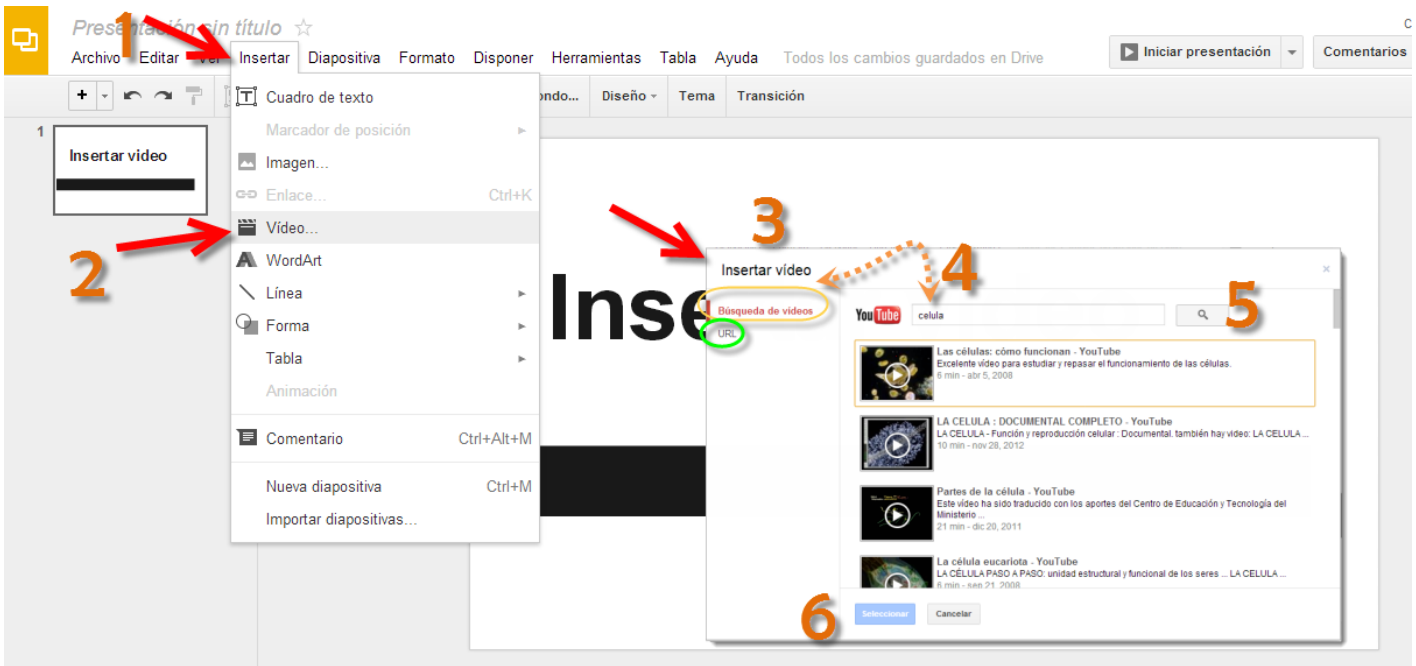 Presentación sin título
1
Archivo Editar Ver Insertar Diapositiva Formato Disponer Herramientas Tabla Ayuda Todos los cambios guardados en Drive
Iniciar presentación
Comentarios
Diseño
Tema
Transición
1
Insertar video
Cuadro de texto
Marcador de posición
Imagen...
Enlace... Ctrl+K
Vídeo...
WordArt
Línea
Forma
Tabla
Animación
Comentario Ctrl+Alt+M
Nueva diapositiva Ctrl+M
Importar diapositivas...
2
Inse
3
Insertar vídeo
4
Búsqueda de vídeos
URL
YouTube
celula
5
Las células: cómo funcionan - YouTube
Excelente vídeo para estudiar y repasar el funcionamiento de las células.
6 min - abr 5, 2008
LA CELULA : DOCUMENTAL COMPLETO - YouTube
LA CELULA - Función y reproducción celular : Documental. también hay video: LA CELULA ...
10 min - nov 28, 2012
Partes de la célula - YouTube
Este vídeo ha sido traducido con los aportes del Centro de Educación y Tecnología del
Ministerio ...
21 min - dic 20, 2011
La célula eucariota - YouTube
LA CÉLULA PASO A PASO: unidad estructural y funcional de los seres ... LA CELULA ...
6 min - sep 21, 2008
6
Seleccionar
Cancelar